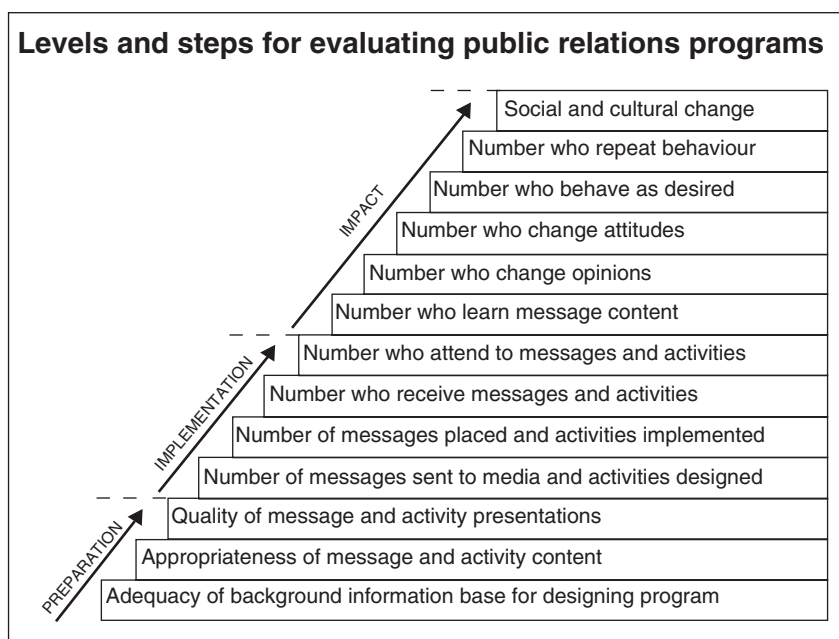 Levels and steps for evaluating public relations programs
Social and cultural change
Number who repeat behaviour
Number who behave as desired
Number who change attitudes
Number who change opinions
Number who learn message content
IMPACT
Number who attend to messages and activities
Number who receive messages and activities
Number of messages placed and activities implemented
Number of messages sent to media and activities designed
IMPLEMENTATION
Quality of message and activity presentations
Appropriateness of message and activity content
Adequacy of background information base for designing program
PREPARATION